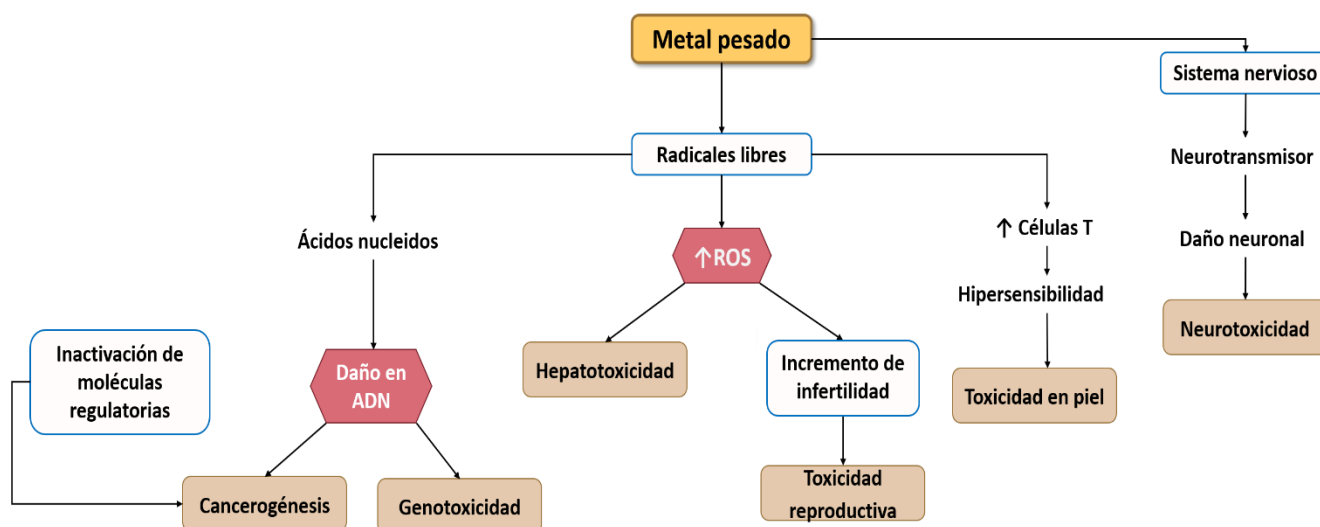 Metal pesado
Sistema nervioso
Radicales libres
Neurotransmisor
Ácidos nucleidos
↑ROS
↑ Células T
Daño neuronal
Hipersensibilidad
Neurotoxicidad
Inactivación de
moléculas
regulatorias
Daño en
ADN
Hepatotoxicidad
Incremento de
infertilidad
Toxicidad en piel
Cancerogénesis
Genotoxicidad
Toxicidad
reproductiva